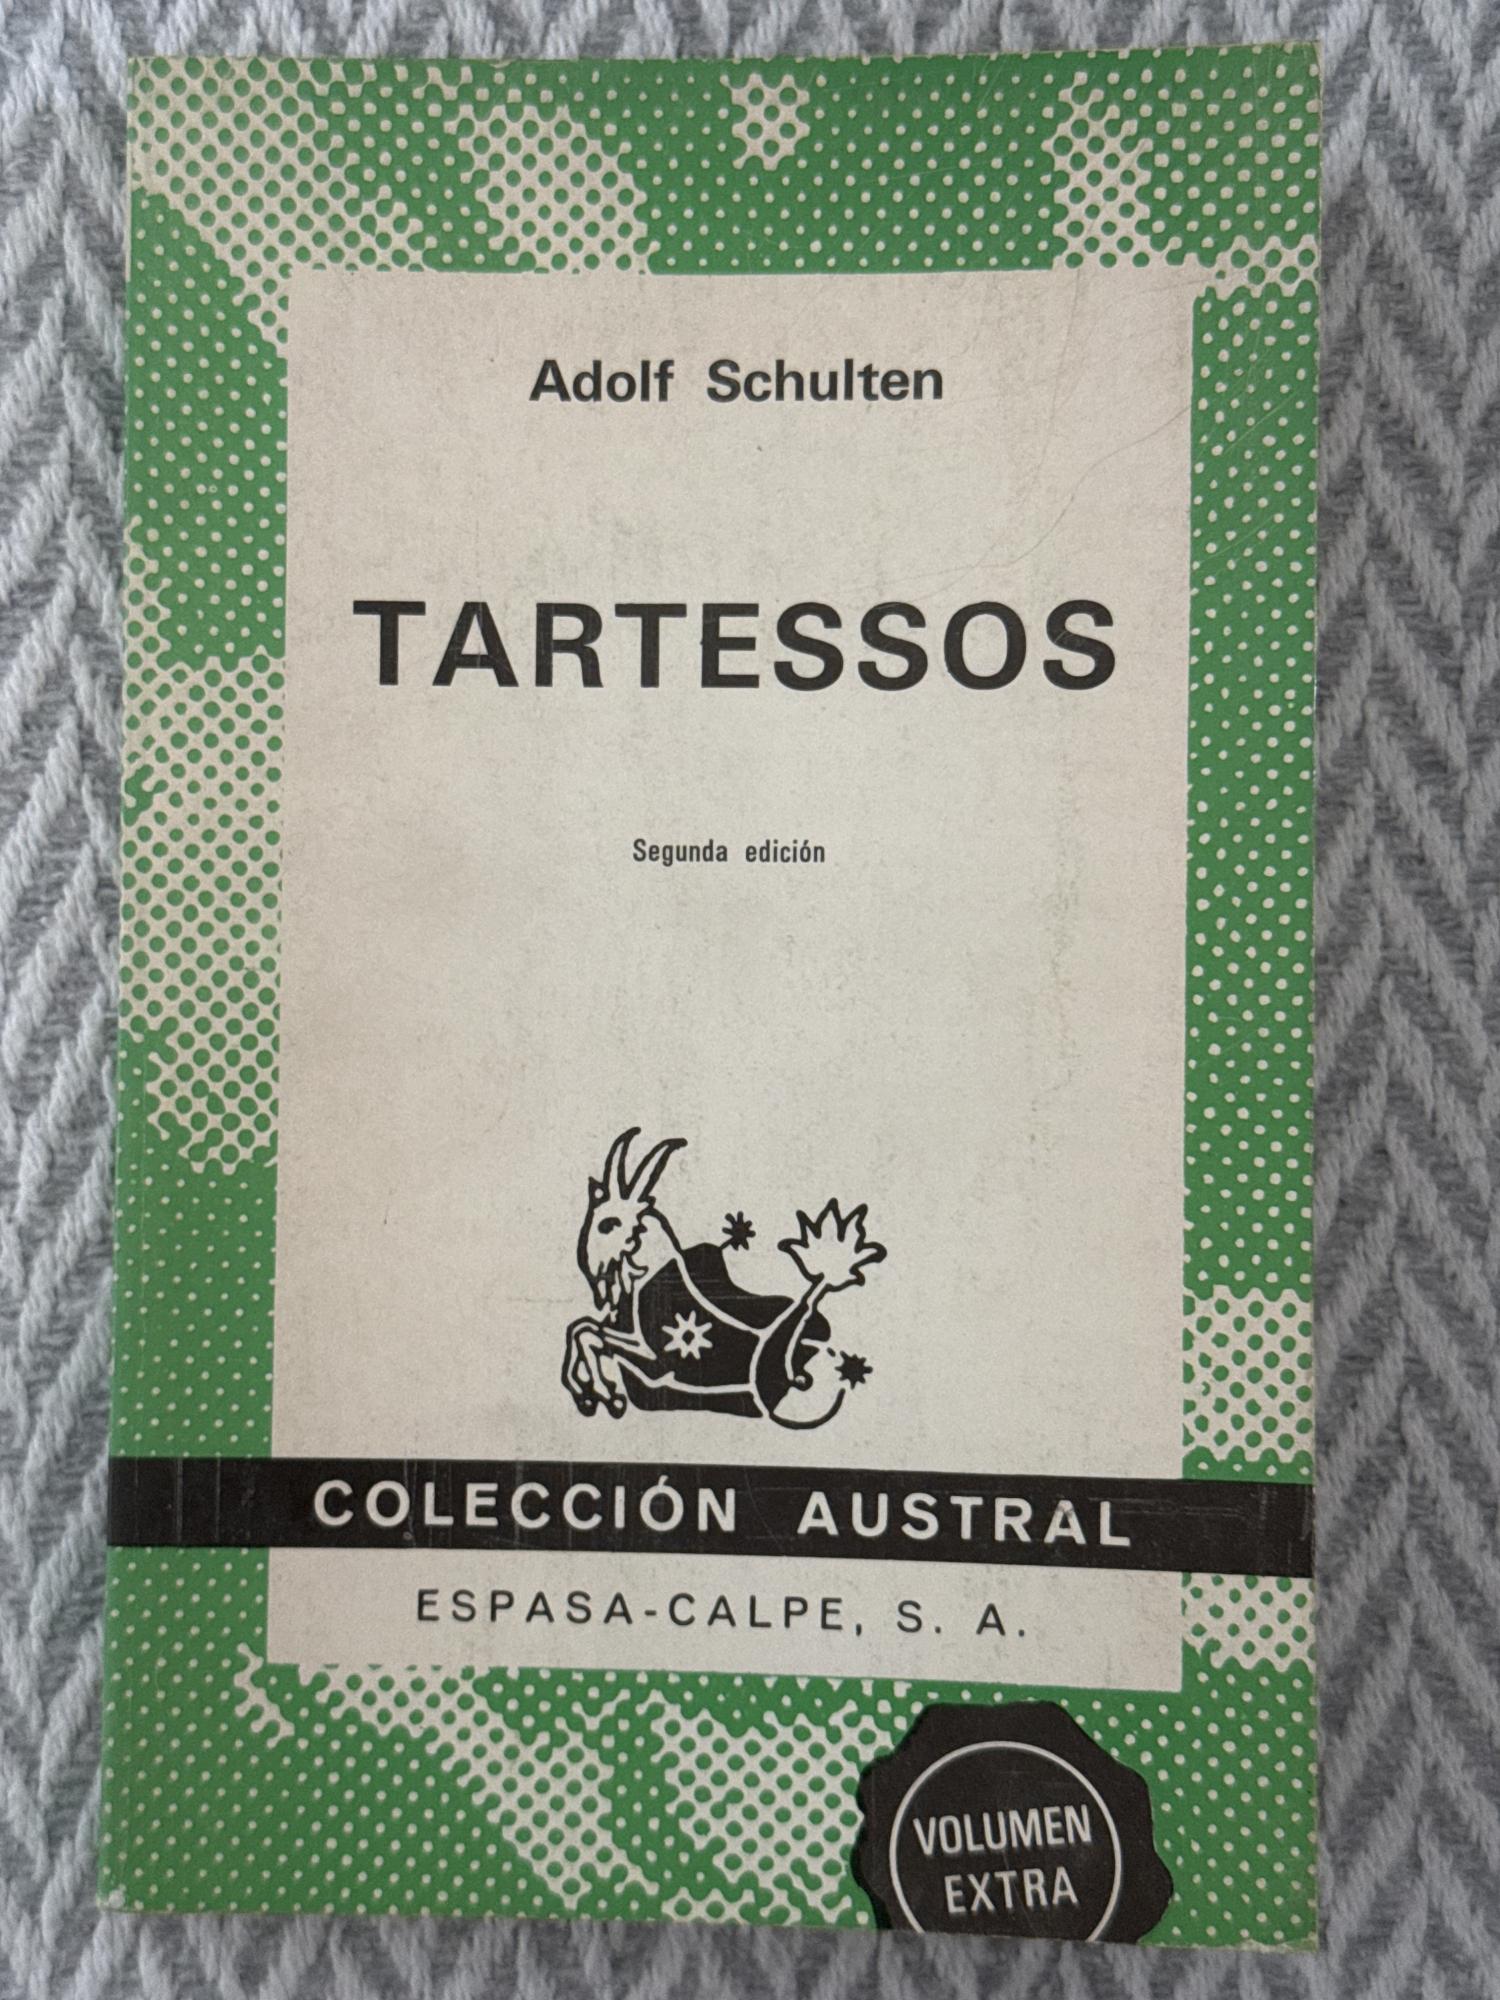 Adolf Schulten
TARTESSOS
Segunda edición
COLECCIÓN AUSTRAL
ESPASA-CALPE, S. A.
VOLUMEN
EXTRA